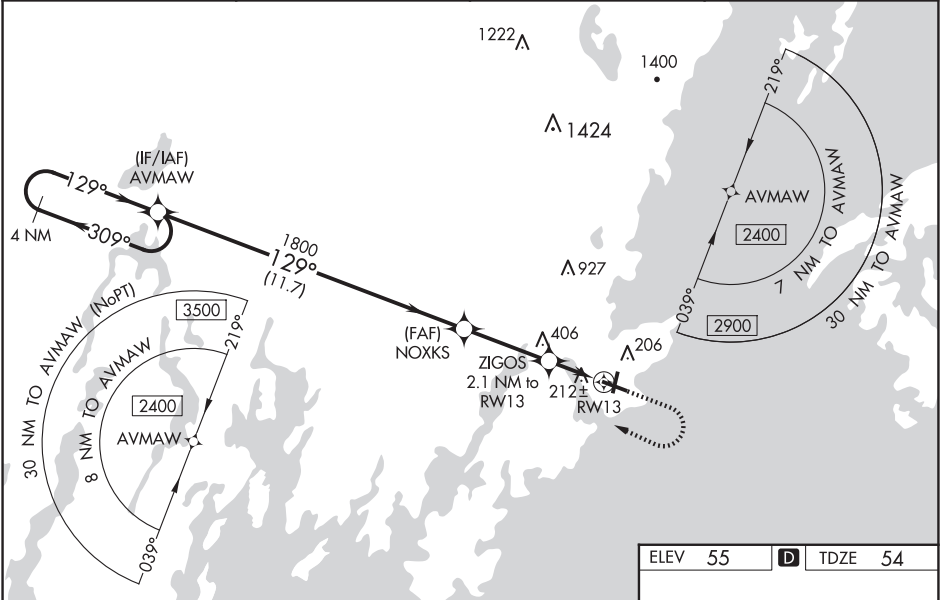 1222
1400
219°
1424
(IF/IAF)
AVMAW
129°
309°
4 NM
AVMAW
2400
7 NM TO AVMAW
30 NM TO AVMAW
1800
129°
(11.7)
927
039°
2900
3500
219°
30 NM TO AVMAW (NoPT)
8 NM TO AVMAW
2400
AVMAW
039°
(FAF)
NOXKS
406
ZIGOS
2.1 NM to
RW13
212±
206
RW13
ELEV 55 D TDZE 54